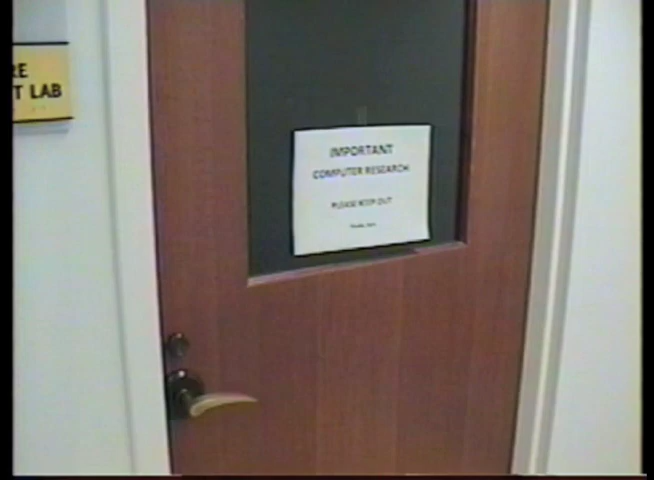 RE
T LAB
IMPORTANT
COMPUTER RESEARCH
PLEASE KEEP OUT